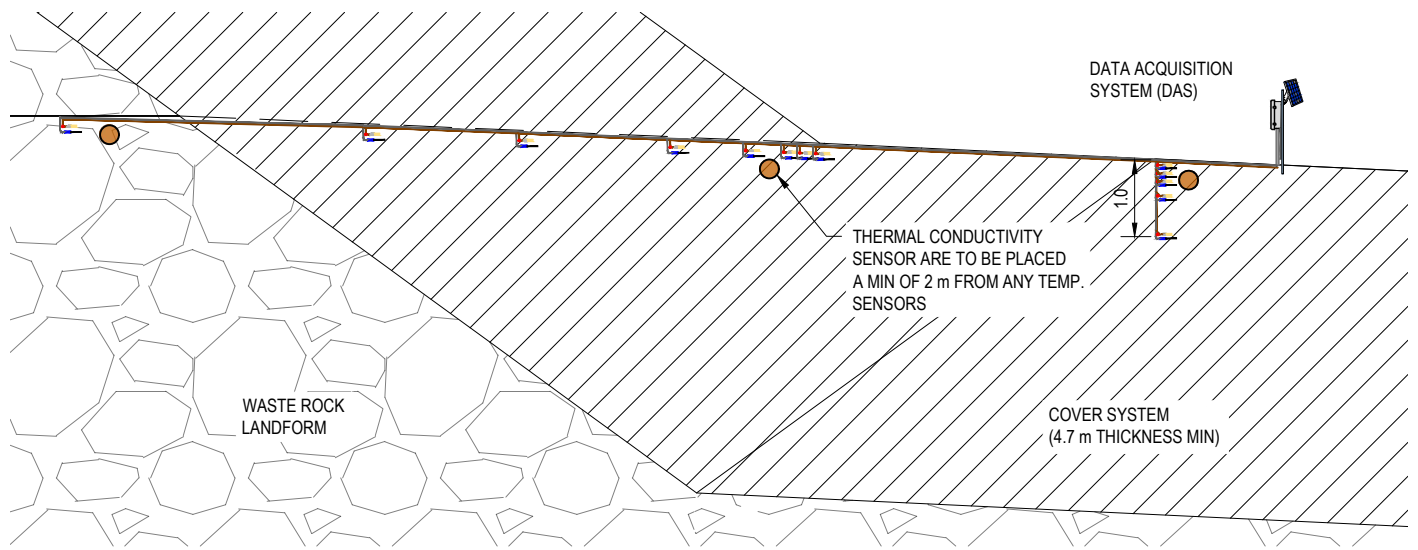 DATA ACQUISITION
SYSTEM (DAS)
1.0
THERMAL CONDUCTIVITY
SENSOR ARE TO BE PLACED
A MIN OF 2 m FROM ANY TEMP.
SENSORS
WASTE ROCK
LANDFORM
COVER SYSTEM
(4.7 m THICKNESS MIN)